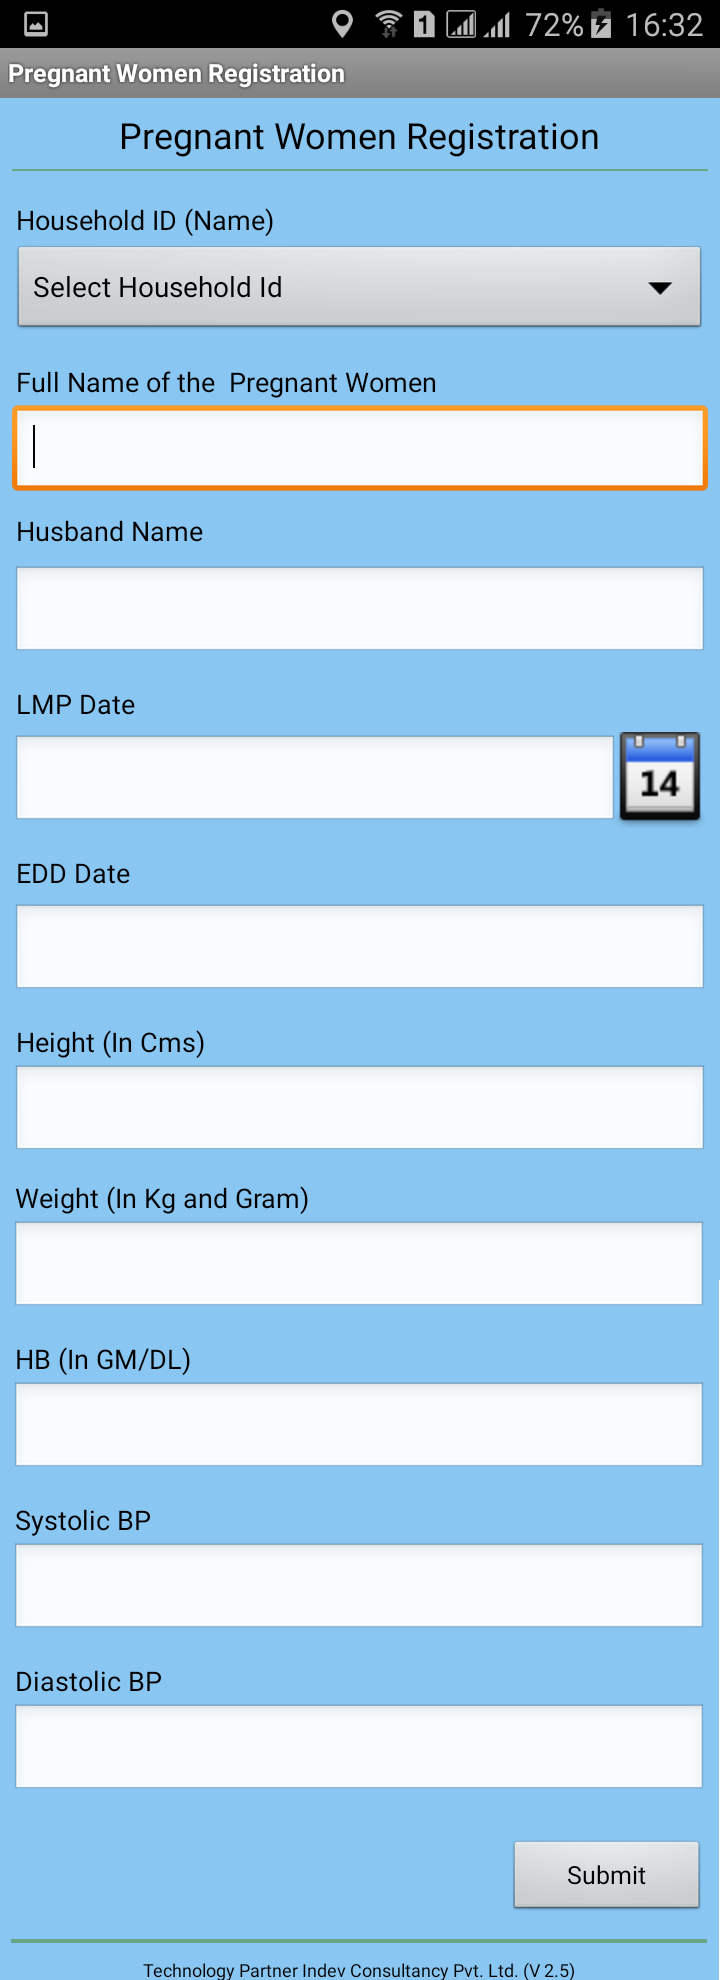 1 72% 16:32
Pregnant Women Registration
Pregnant Women Registration
Household ID (Name)
Select Household Id
Full Name of the  Pregnant Women
Husband Name
LMP Date
14
EDD Date
Height (In Cms)
Weight (In Kg and Gram)
HB (In GM/DL)
Systolic BP
Diastolic BP
Submit
Technology Partner Indev Consultancy Pvt. Ltd. (V 2.5)